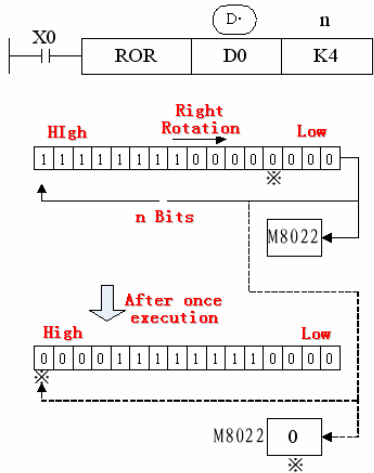 D· n
X0
ROR D0 K4
Right
HIgh Rotation Low
1 1 1 1 1 1 1 1 0 0 0 0 0 0 0 0
※
n Bits
M8022
After once
execution
High Low
0 0 0 0 1 1 1 1 1 1 1 1 0 0 0 0
※
M8022 0
※